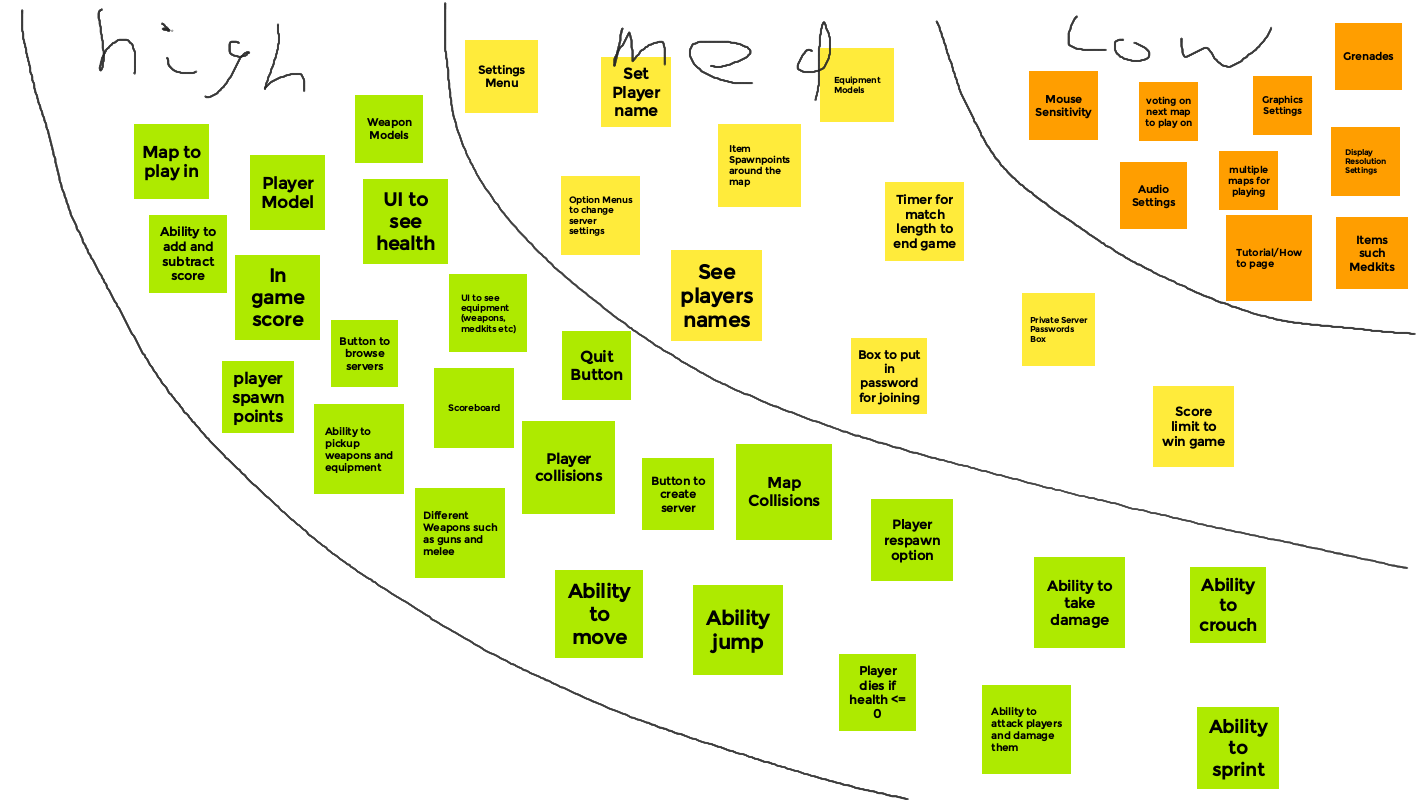 high
med
Low
Map to
play in
Player
Model
Weapon
Models
Ability to
add and
subtract
score
In
game
score
UI to
see
health
UI to see
equipment
(weapons,
medkits etc)
Button to
browse
servers
player
spawn
points
Ability to
pickup
weapons and
equipment
Scoreboard
Quit
Button
Different
Weapons such
as guns and
melee
Player
collisions
Button to
create
server
Map
Collisions
Player
respawn
option
Ability
to
move
Ability
jump
Player
dies if
health <=
0
Ability to
take
damage
Ability
to
crouch
Ability to
attack players
and damage
them
Ability
to
sprint
Settings
Menu
Set
Player
name
Equipment
Models
Item
Spawnpoints
around the
map
Option Menus
to change
server
settings
Timer for
match
length to
end game
See
players
names
Private Server
Passwords
Box
Box to put
in
password
for joining
Score
limit to
win game
Mouse
Sensitivity
voting on
next map
to play on
Graphics
Settings
Grenades
Audio
Settings
multiple
maps for
playing
Display
Resolution
Settings
Tutorial/How
to page
Items
such
Medkits